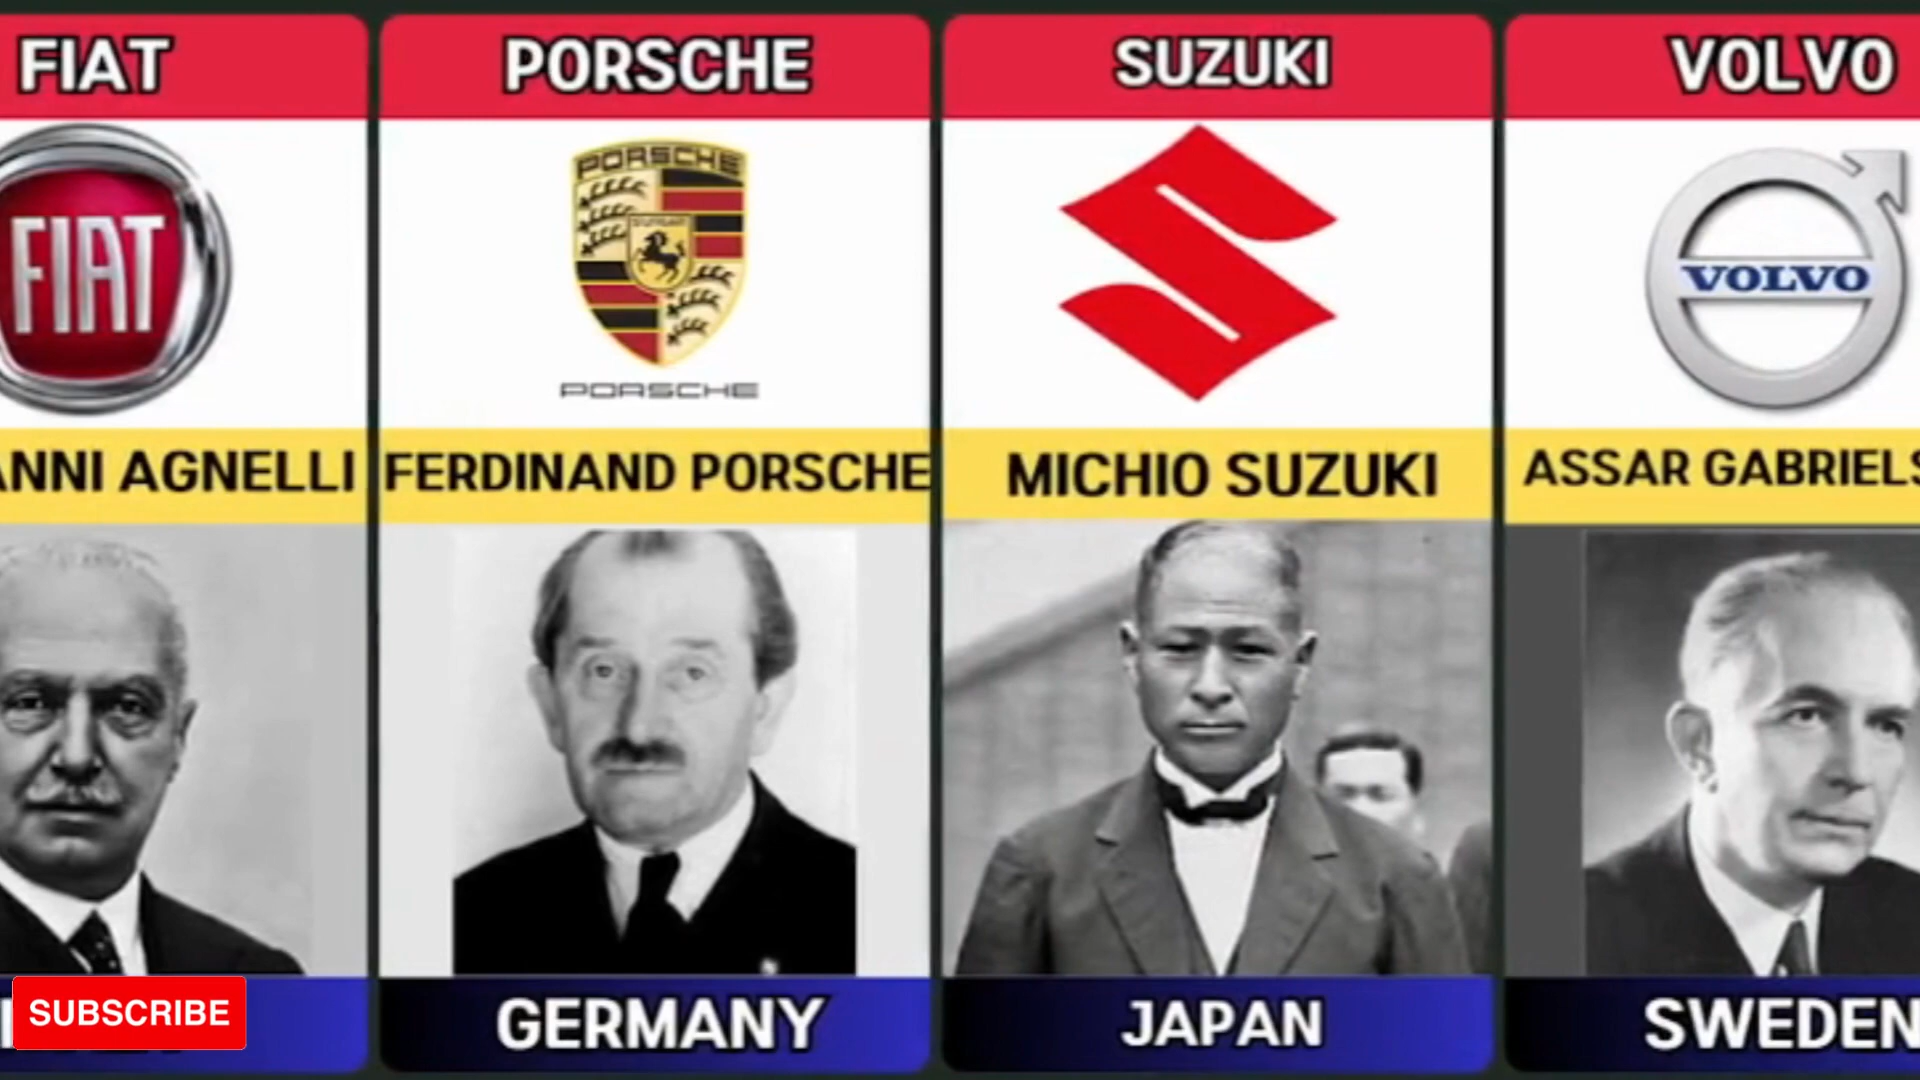 FIAT
PORSCHE
SUZUKI
VOLVO
FIAT
PORSCHE
PORSCHE
VOLVO
ANNI AGNELLI
FERDINAND PORSCHE
MICHIO SUZUKI
ASSAR GABRIELS
SUBSCRIBE
GERMANY
JAPAN
SWEDEN